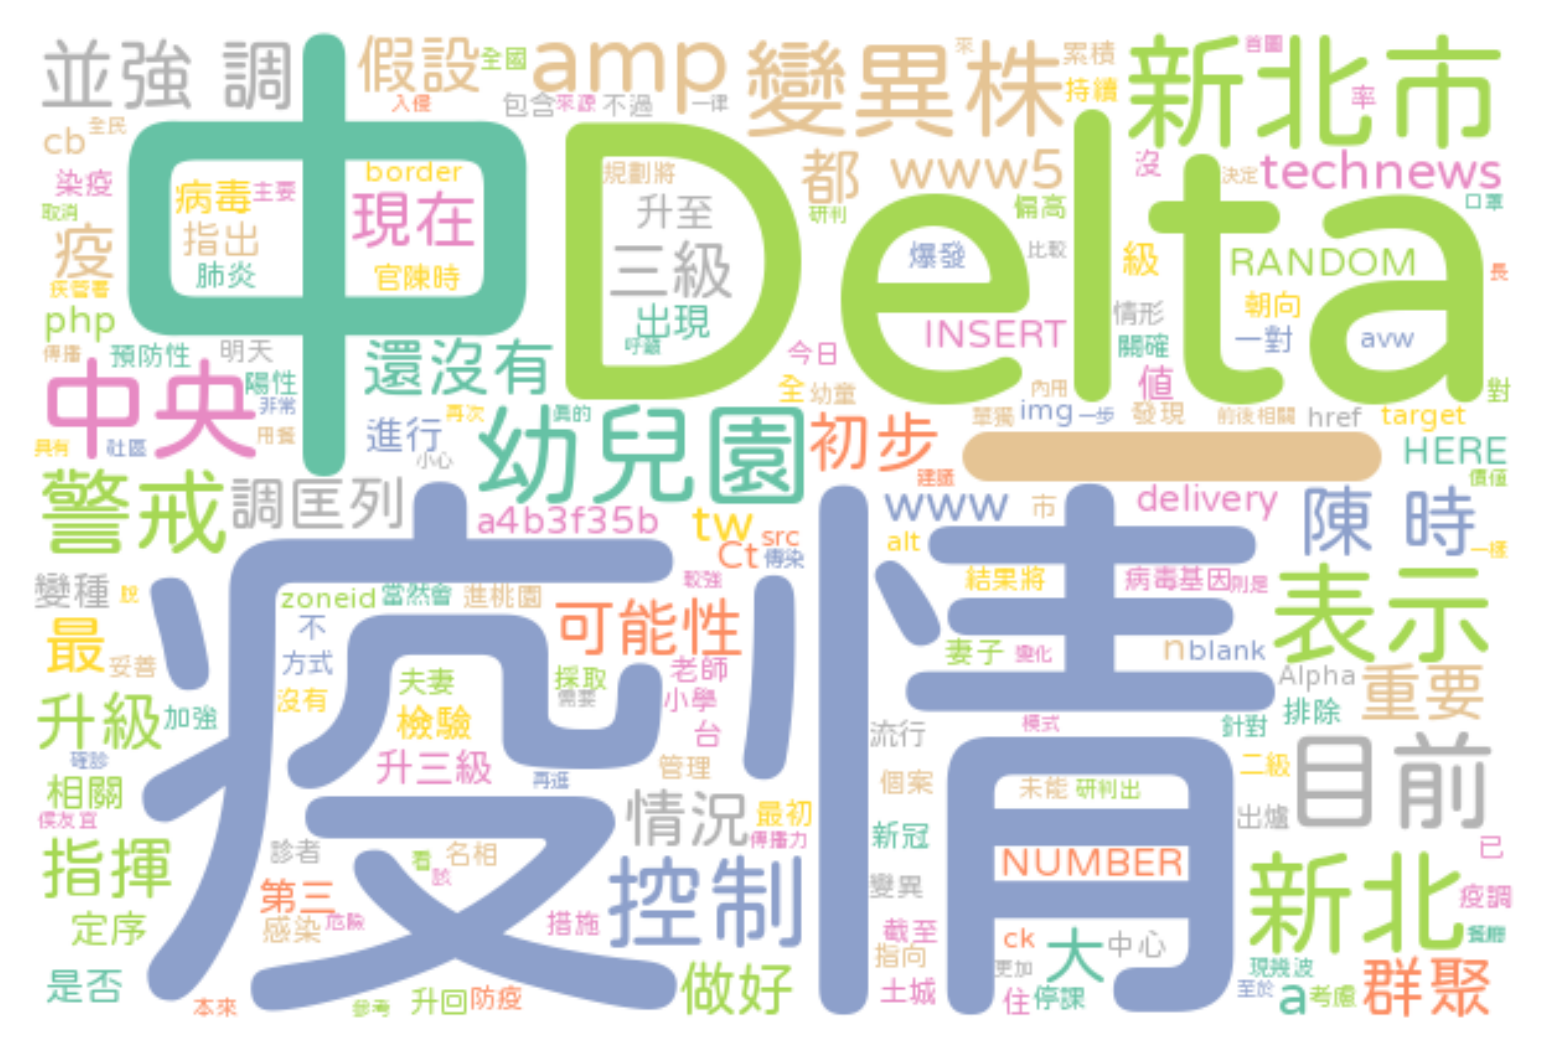 並強調
假設
全國
amp
變異株
來
累積
新北市
首圖
入侵
包含
來源
不過
一律
持續
率
cb
全民
中
Delta
www5
都
沒
決定
technews
染疫
病毒
主要
border
規劃將
研判
偏高
口罩
取消
疫
指出
現在
升至
爆發
比較
級
RANDOM
長
疾管署
肺炎
官陳時
三級
朝向
php
出現
INSERT
情形
一對
avw
傳播
預防性
明天
還沒有
呼籲
今日
關確
中央
陽性
全
幼童
內用
值
對
非常
再次
真的
單獨
img
一步
發現
前後相關
href
target
具有
社區
用餐
進行
小心
幼兒園
初步
一
HERE
警戒
調匡列
建議
價值
a4b3f35b
tw
www
市
delivery
陳時
Ct
src
傳染
alt
一樣
變種
說
疫情
較強
結果將
病毒基因
則是
表示
zoneid
當然會
進桃園
可能性
最
妥善
不
方式
妻子
變化
n
blank
夫妻
採取
老師
Alpha
重要
沒有
需要
小學
排除
升級
加強
檢驗
台
流行
模式
針對
確診
升三級
再進
管理
二級
目前
相關
個案
未能
研判出
侯友宜
情況
最初
出爐
傳播力
新冠
指揮
診者
看
名相
該
控制
NUMBER
已
第三
變異
新北
疫調
定序
感染
危險
措施
截至
ck
大
中心
餐廳
指向
更加
現幾波
是否
做好
土城
住
停課
至於
a
考慮
群聚
本來
參考
升回
防疫